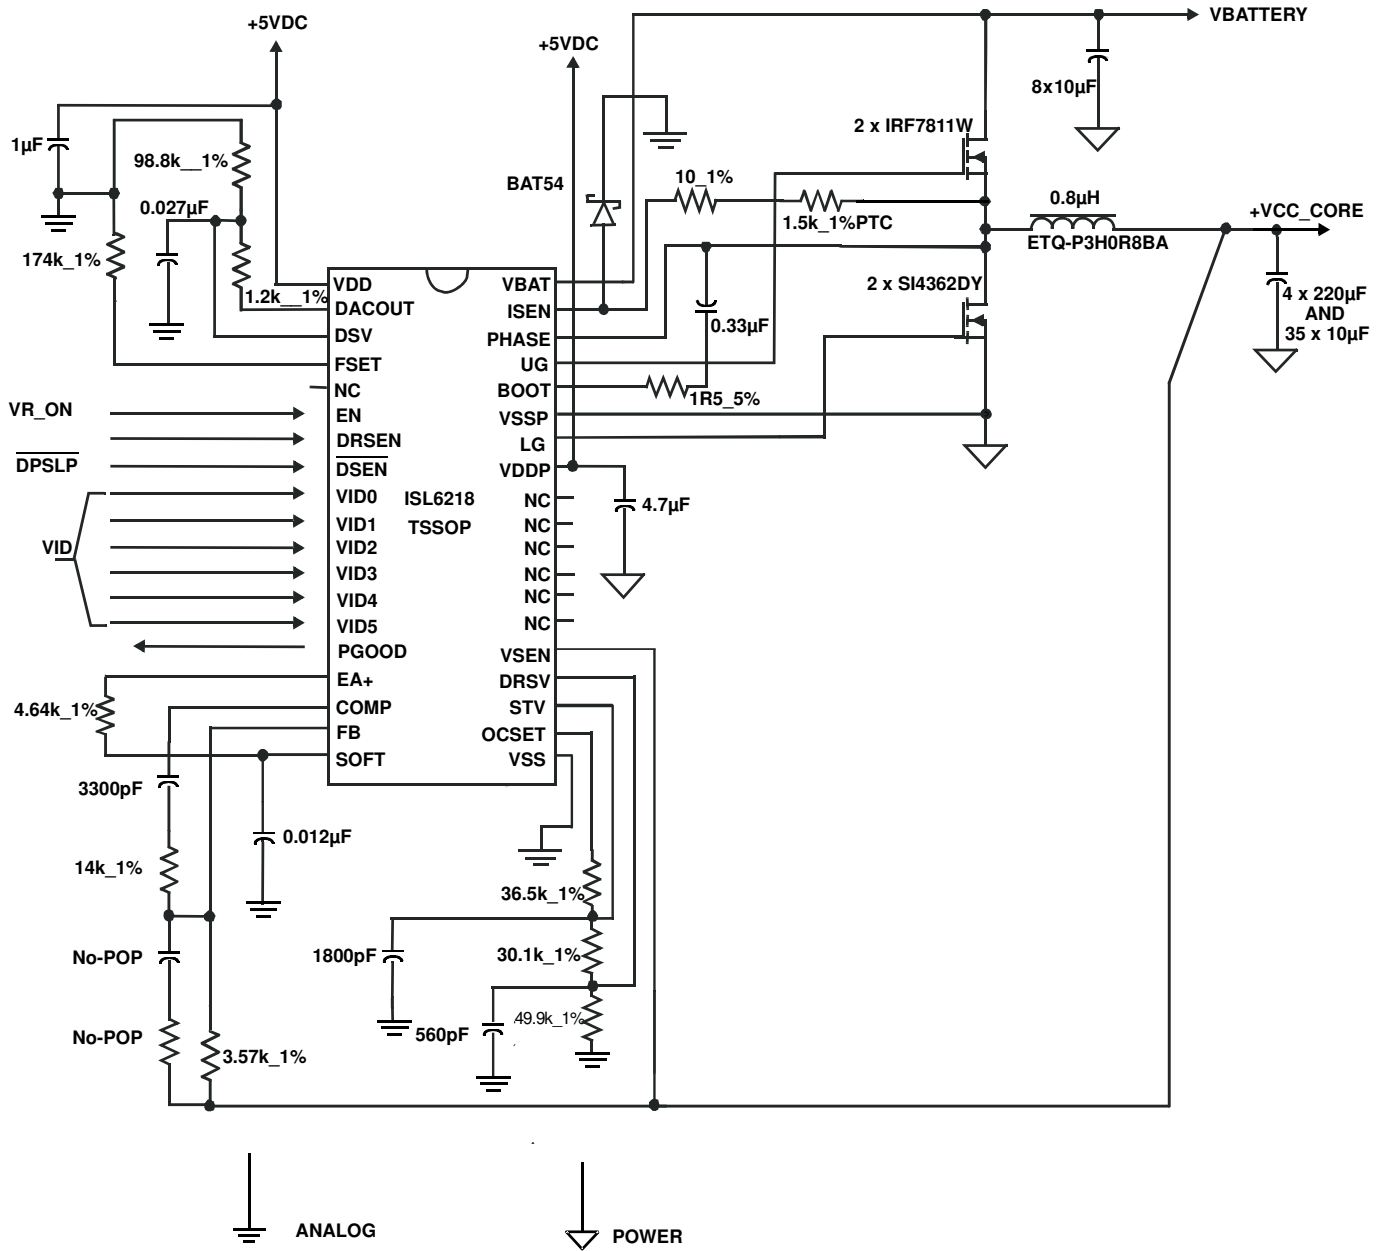 +5VDC
1µF
98.8k__1%
0.027µF
174k_1%
1.2k__1%
+5VDC
BAT54
VBATTERY
8x10µF
2 x IRF7811W
10_1%
1.5k_1%PTC
0.8µH
ETQ-P3H0R8BA
+VCC_CORE
2 x SI4362DY
0.33µF
1R5_5%
4 x 220µF
AND
35 x 10µF
4.7µF
VDD
DACOUT
DSV
FSET
NC
EN
DRSEN
DSEN
VID0
VID1
VID2
VID3
VID4
VID5
PGOOD
EA+
COMP
FB
SOFT
ISL6218
TSSOP
VBAT
ISEN
PHASE
UG
BOOT
VSSP
LG
VDDP
NC
NC
NC
NC
NC
NC
VSEN
DRSV
STV
OCSET
VSS
VR_ON
DPSLP
VID
4.64k_1%
3300pF
0.012µF
14k_1%
No-POP
No-POP
3.57k_1%
36.5k_1%
1800pF
30.1k_1%
560pF
49.9k_1%
ANALOG
POWER